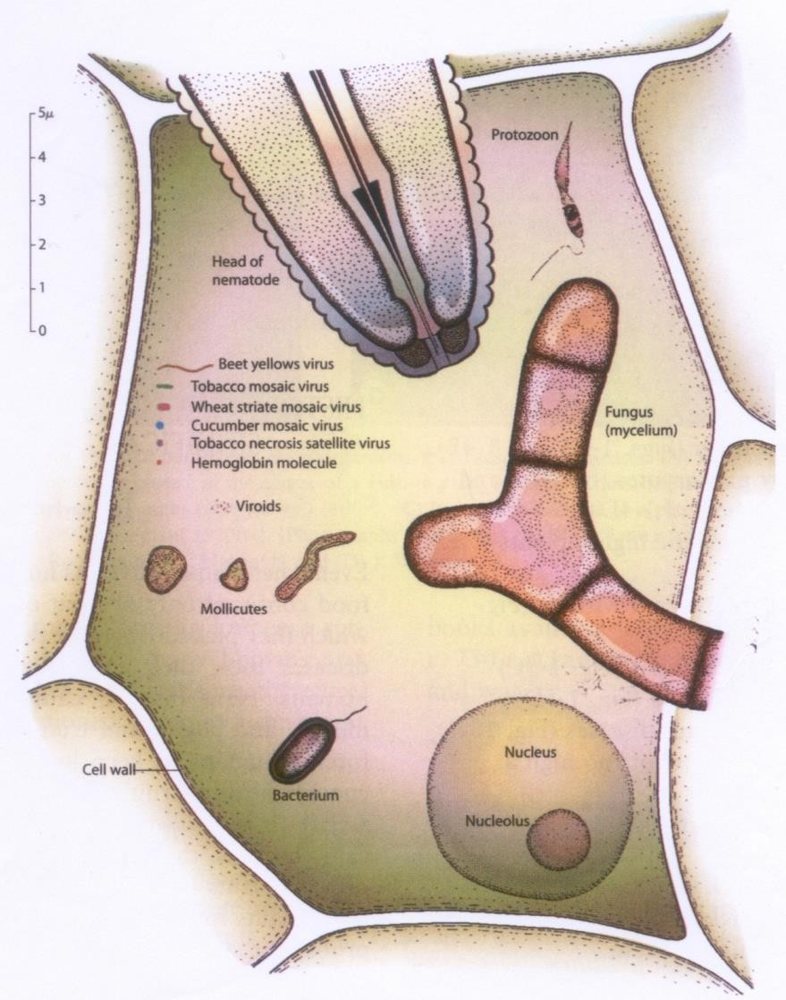 5μ
4
3
2
1
0
Protozoon
Head of
nematode
Beet yellows virus
Tobacco mosaic virus
Wheat striate mosaic virus
Cucumber mosaic virus
Tobacco necrosis satellite virus
Hemoglobin molecule
Fungus
(mycelium)
Viroids
Mollicutes
Cell wall
Bacterium
Nucleus
Nucleolus